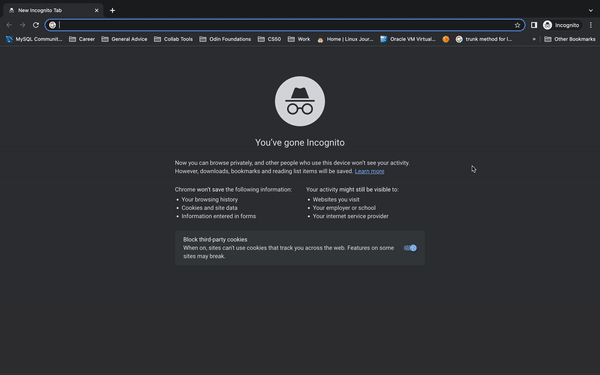 New Incognito Tab
Incognito
MySQL Communit... Career General Advice Collab Tools Odin Foundations CS50 Work Home | Linux Jour... Oracle VM Virtual... trunk method for l... » Other Bookmarks
You've gone Incognito
Now you can browse privately, and other people who use this device won't see your activity.
However, downloads, bookmarks and reading list items will be saved. Learn more
Chrome won't save the following information:
• Your browsing history
• Cookies and site data
• Information entered in forms
Your activity might still be visible to:
• Websites you visit
• Your employer or school
• Your internet service provider
Block third-party cookies
When on, sites can't use cookies that track you across the web. Features on some
sites may break.